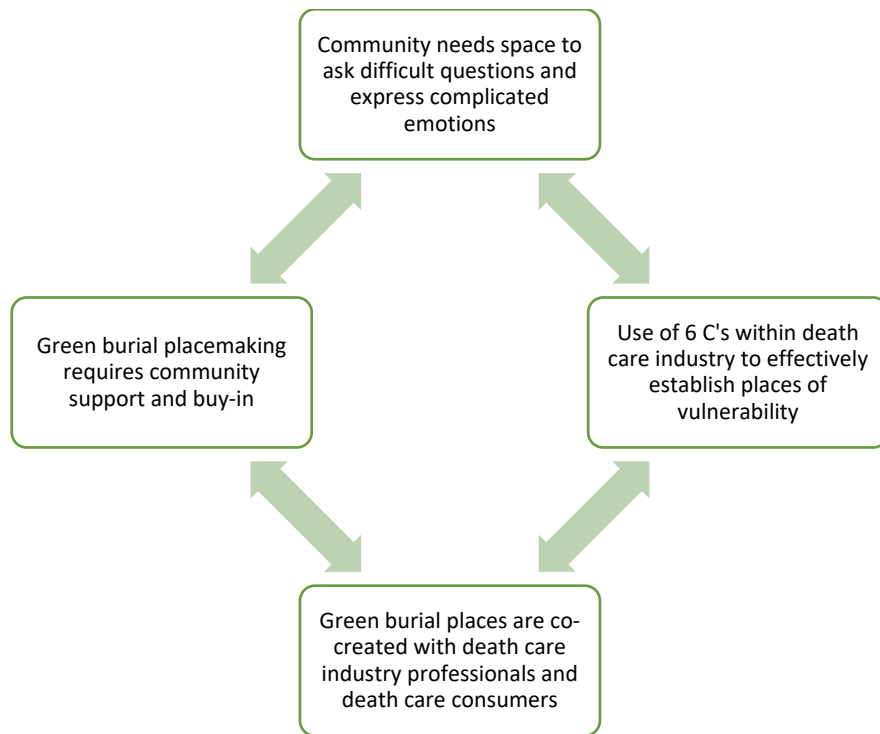 Community needs space to
ask difficult questions and
express complicated
emotions
Green burial placemaking
requires community
support and buy-in
Use of 6 C's within death
care industry to effectively
establish places of
vulnerability
Green burial places are co-
created with death care
industry professionals and
death care consumers